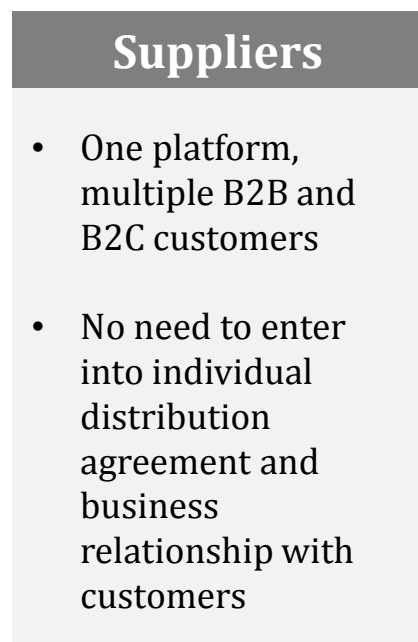 Suppliers
• One platform,
multiple B2B and
B2C customers
• No need to enter
into individual
distribution
agreement and
business
relationship with
customers